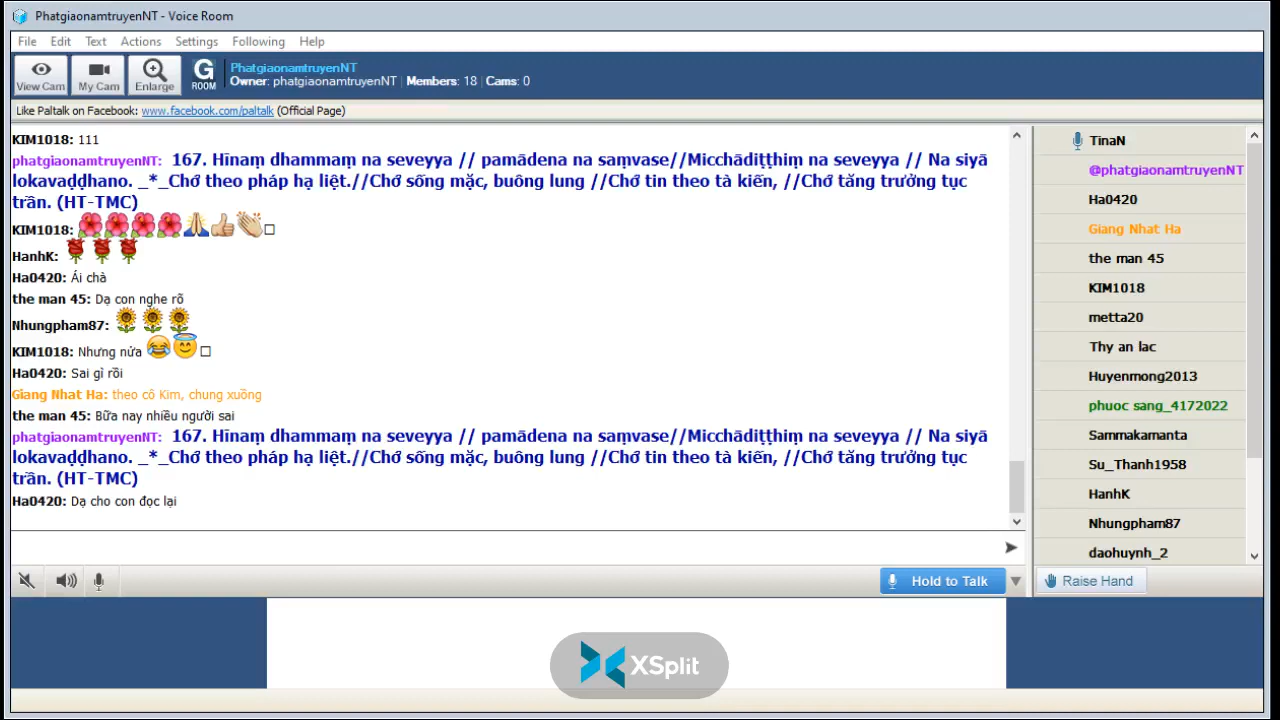 PhatgiaonamtruyenNT - Voice Room
File Edit Text Actions Settings Following Help
View Cam My Cam Enlarge G ROOM
PhatgiaonamtruyenNT
Owner: phatgiaonamtruyenNT | Members: 18 | Cams: 0
Like Paltalk on Facebook: www.facebook.com/paltalk (Official Page)
KIM1018: 111
phatgiaonamtruyenNT: 167. Hīnaṃ dhammaṃ na seveyya // pamādena na saṃvase//Micchādiṭṭhiṃ na seveyya // Na siyā
lokavaḍḍhano. _*_Chớ theo pháp hạ liệt.//Chớ sống mặc, buông lung //Chớ tin theo tà kiến, //Chớ tăng trưởng tục
trần. (HT-TMC)
KIM1018:
HanhK:
Ha0420: Ái chà
the man 45: Dạ con nghe rõ
Nhungpham87:
KIM1018: Nhưng nứa
Ha0420: Sai gỉ rồi
Giang Nhat Ha: theo cô Kim, chung xuồng
the man 45: Bữa nay nhiều người sai
phatgiaonamtruyenNT: 167. Hīnaṃ dhammaṃ na seveyya // pamādena na saṃvase//Micchādiṭṭhiṃ na seveyya // Na siyā
lokavaḍḍhano. _*_Chớ theo pháp hạ liệt.//Chớ sống mặc, buông lung //Chớ tin theo tà kiến, //Chớ tăng trưởng tục
trần. (HT-TMC)
Ha0420: Dạ cho con đọc lại
TinaN
@phatgiaonamtruyenNT
Ha0420
Giang Nhat Ha
the man 45
KIM1018
metta20
Thy an lac
Huyenmong2013
phuoc sang_4172022
Sammakamanta
Su_Thanh1958
HanhK
Nhungpham87
daohuynh_2
Hold to Talk
Raise Hand
XSplit